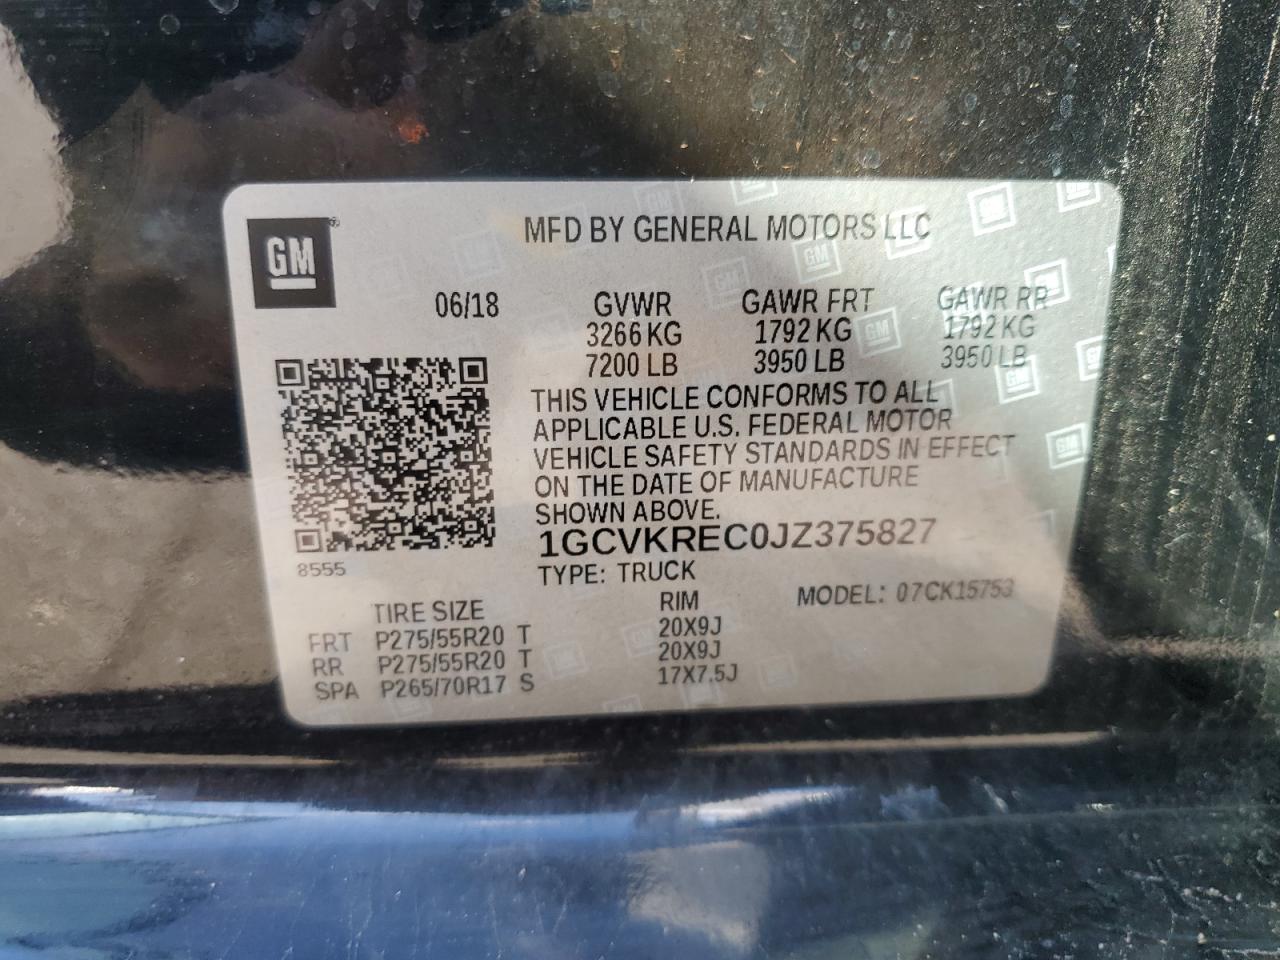 GM
MFD BY GENERAL MOTORS LLC
06/18 GVWR GAWR FRT GAWR RR
3266 KG 1792 KG 1792 KG
7200 LB 3950 LB 3950 LB
THIS VEHICLE CONFORMS TO ALL
APPLICABLE U.S. FEDERAL MOTOR
VEHICLE SAFETY STANDARDS IN EFFECT
ON THE DATE OF MANUFACTURE
SHOWN ABOVE.
1GCVKREC0JZ375827
8555
TYPE: TRUCK
TIRE SIZE RIM MODEL: 07CK15753
FRT P275/55R20 T 20X9J
RR P275/55R20 T 20X9J
SPA P265/70R17 S 17X7.5J